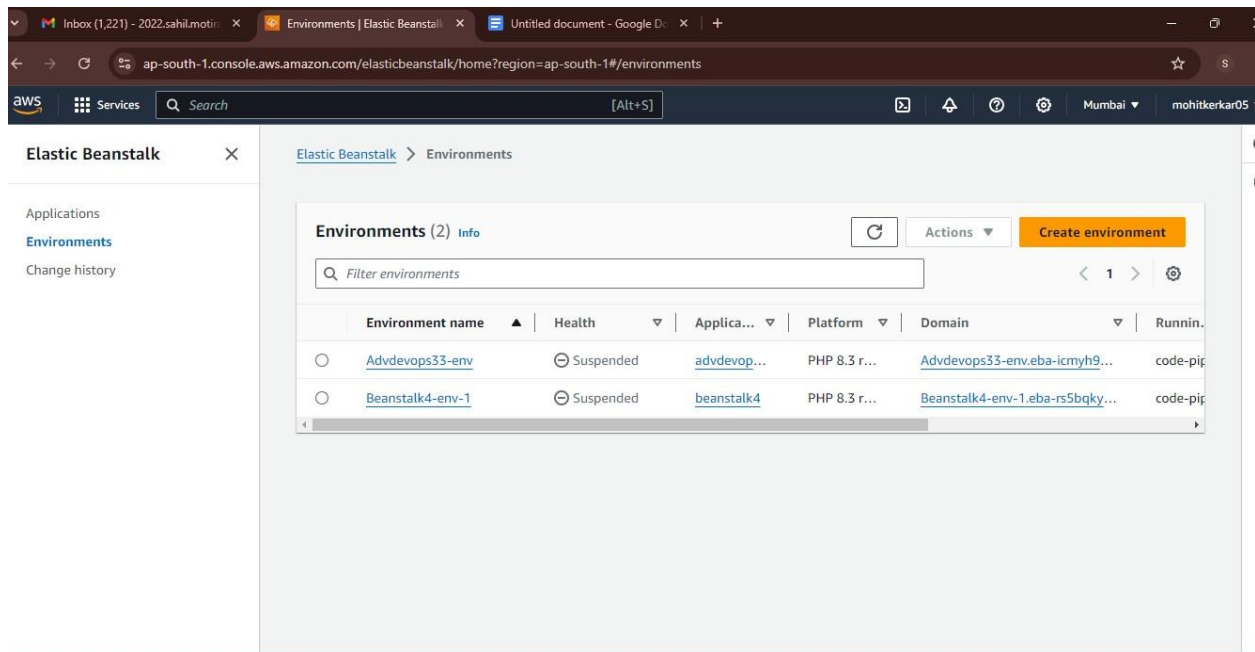 Inbox (1,221) - 2022.sahil.motir Environments | Elastic Beanstalk Untitled document - Google Do
ap-south-1.console.aws.amazon.com/elasticbeanstalk/home?region=ap-south-1#/environments S
aws Services Search [Alt+S] Mumbai mohitkerkar05
Elastic Beanstalk
Applications
Environments
Change history
Elastic Beanstalk > Environments
Environments (2) Info Actions Create environment
Filter environments 1
Environment name Health Applica... Platform Domain Runnin.
Advdevops33-env Suspended advdevop... PHP 8.3 r... Advdevops33-env.eba-icmyh9... code-pip
Beanstalk4-env-1 Suspended beanstalk4 PHP 8.3 r... Beanstalk4-env-1.eba-rs5bqky... code-pip